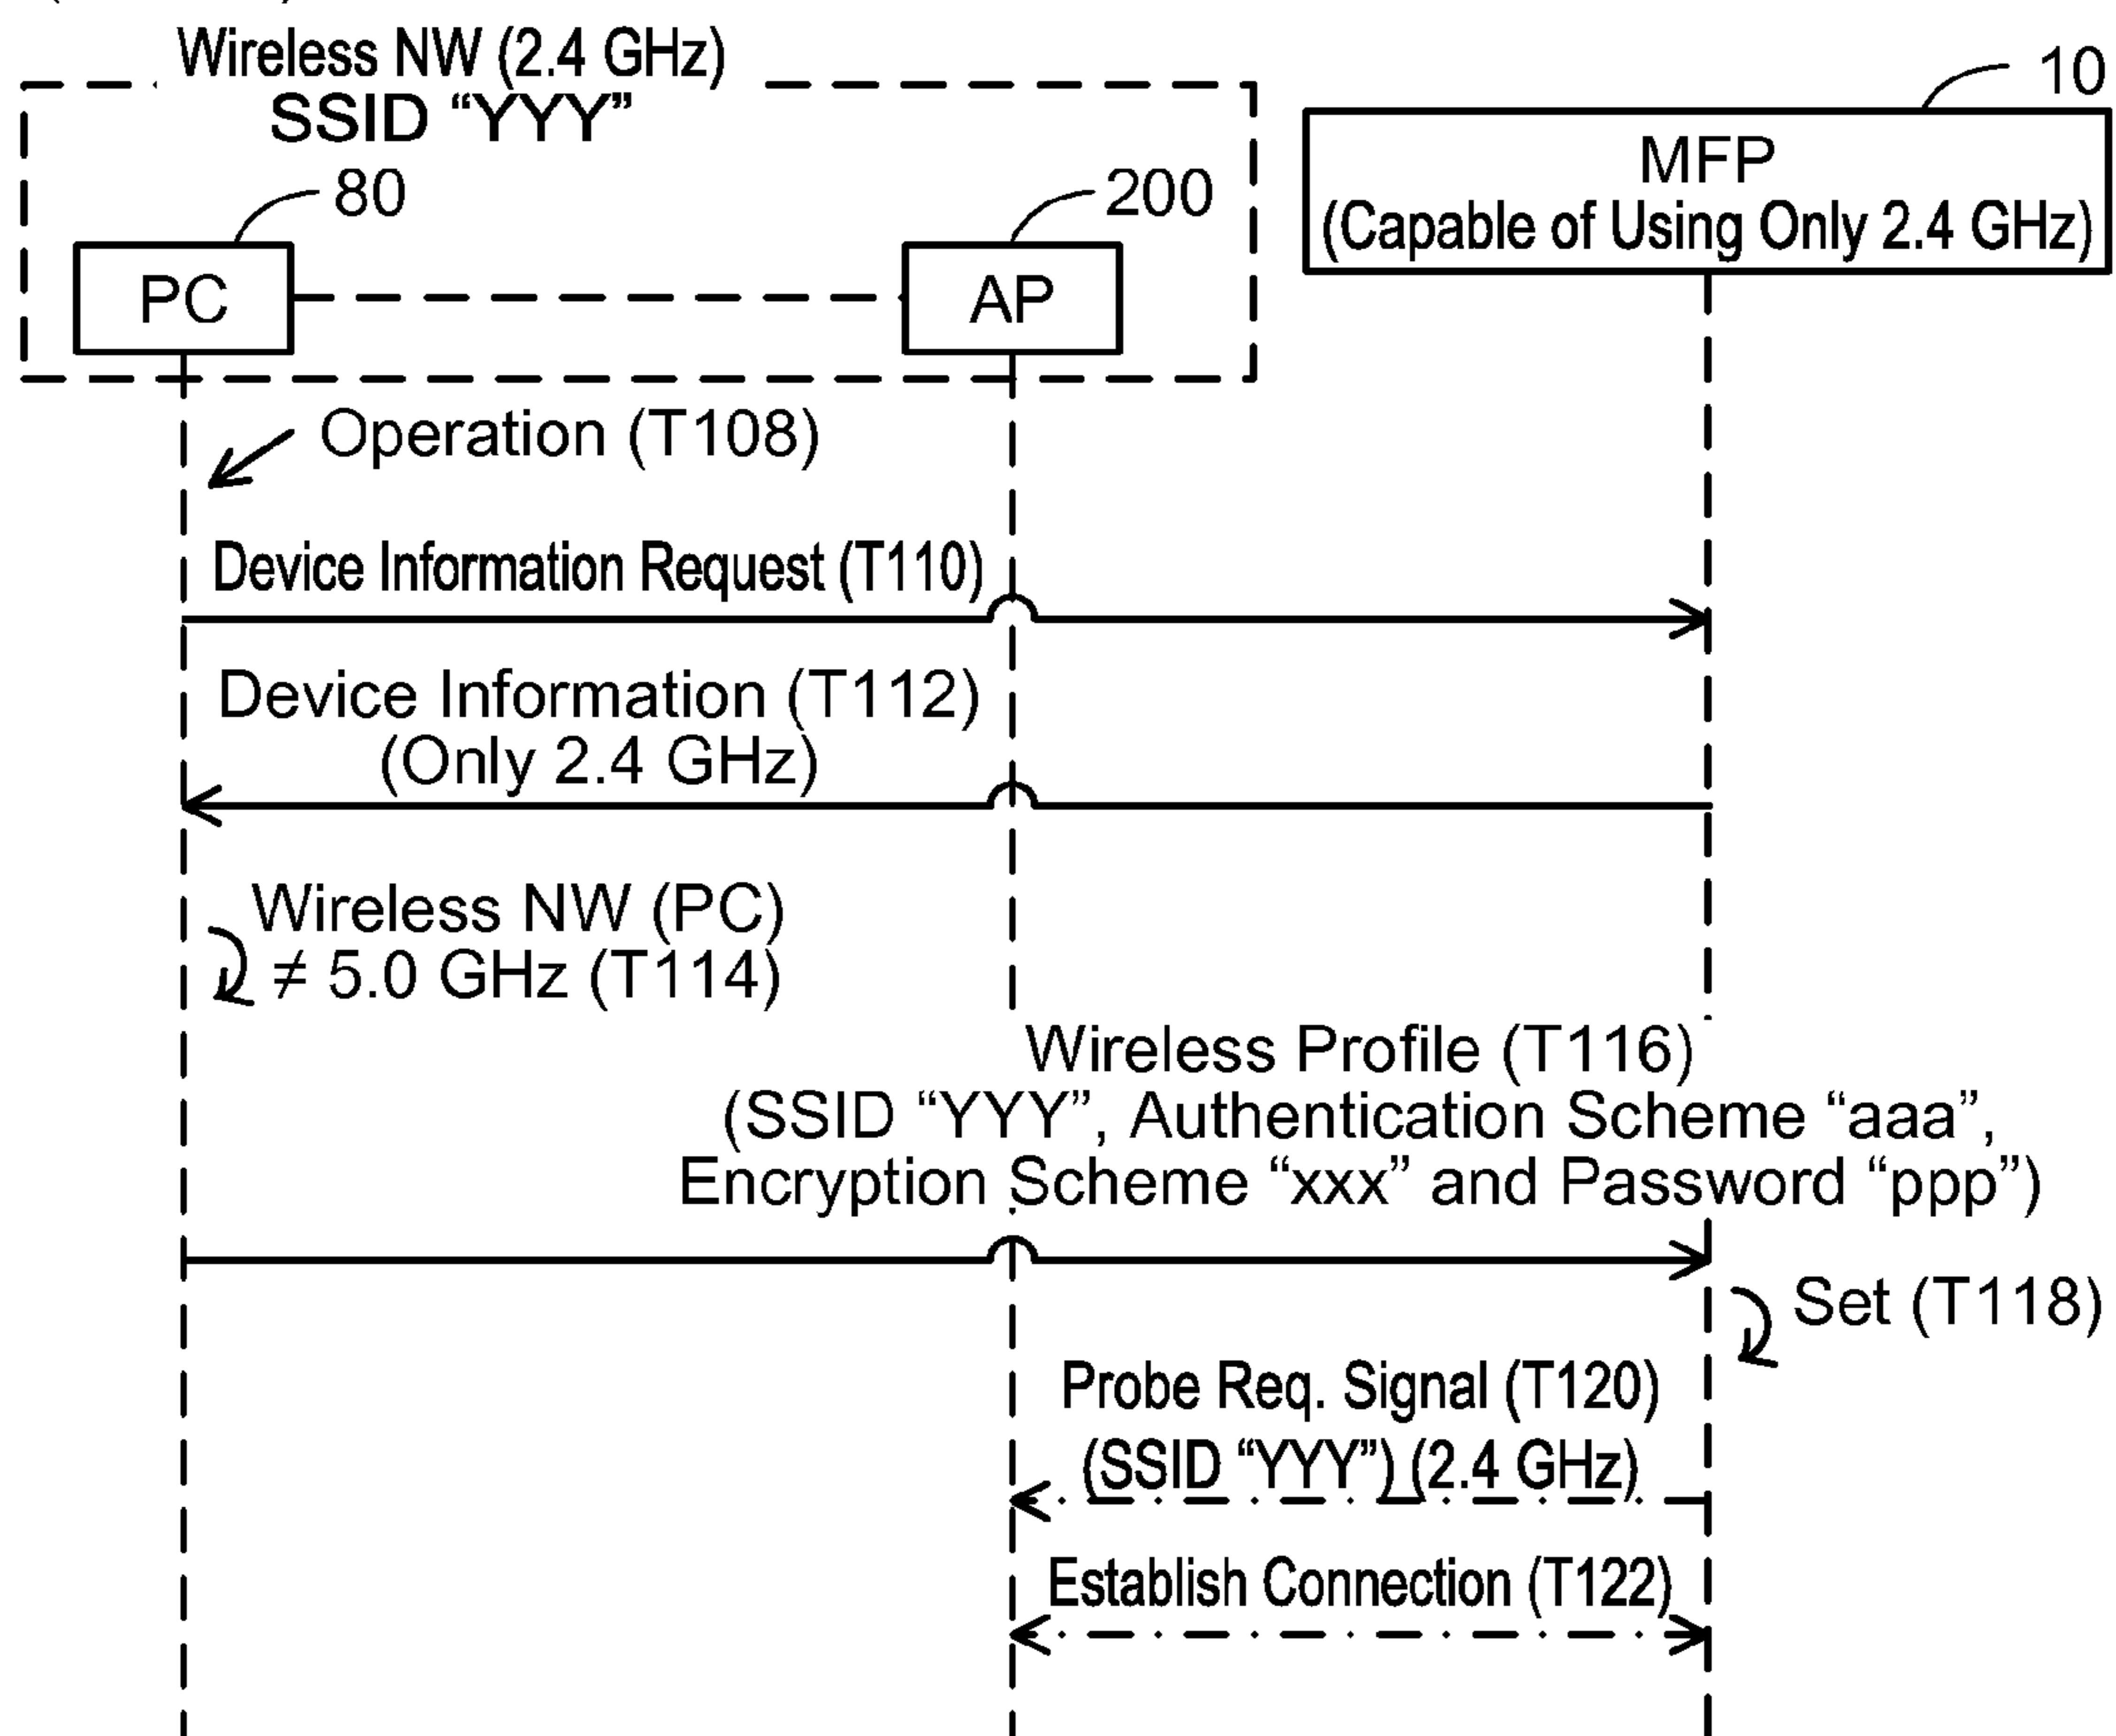 Wireless NW (2.4 GHz)
SSID “YYY”
10
MFP
(Capable of Using Only 2.4 GHz)
80
200
PC
AP
Operation (T108)
Device Information Request (T110)
Device Information (T112)
(Only 2.4 GHz)
Wireless NW (PC)
≠ 5.0 GHz (T114)
Wireless Profile (T116)
(SSID “YYY”, Authentication Scheme “aaa”,
Encryption Scheme “xxx” and Password “ppp”)
Set (T118)
Probe Req. Signal (T120)
(SSID “YYY”) (2.4 GHz)
Establish Connection (T122)